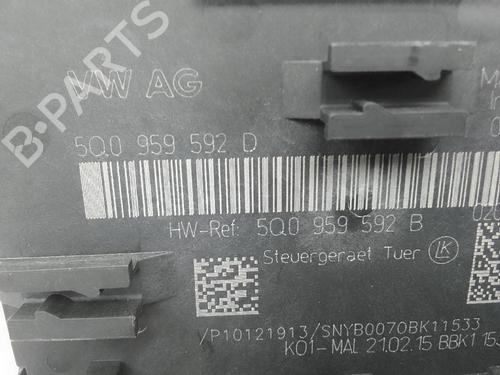 B-PARTS
VW AG
5Q0 959 592 D
HW-Ref: 5Q0 959 592 B
Steuergeraet Tuer LK
/P10121913/SNYB0070BK11533
K01-MAL 21.02.15 BBK1